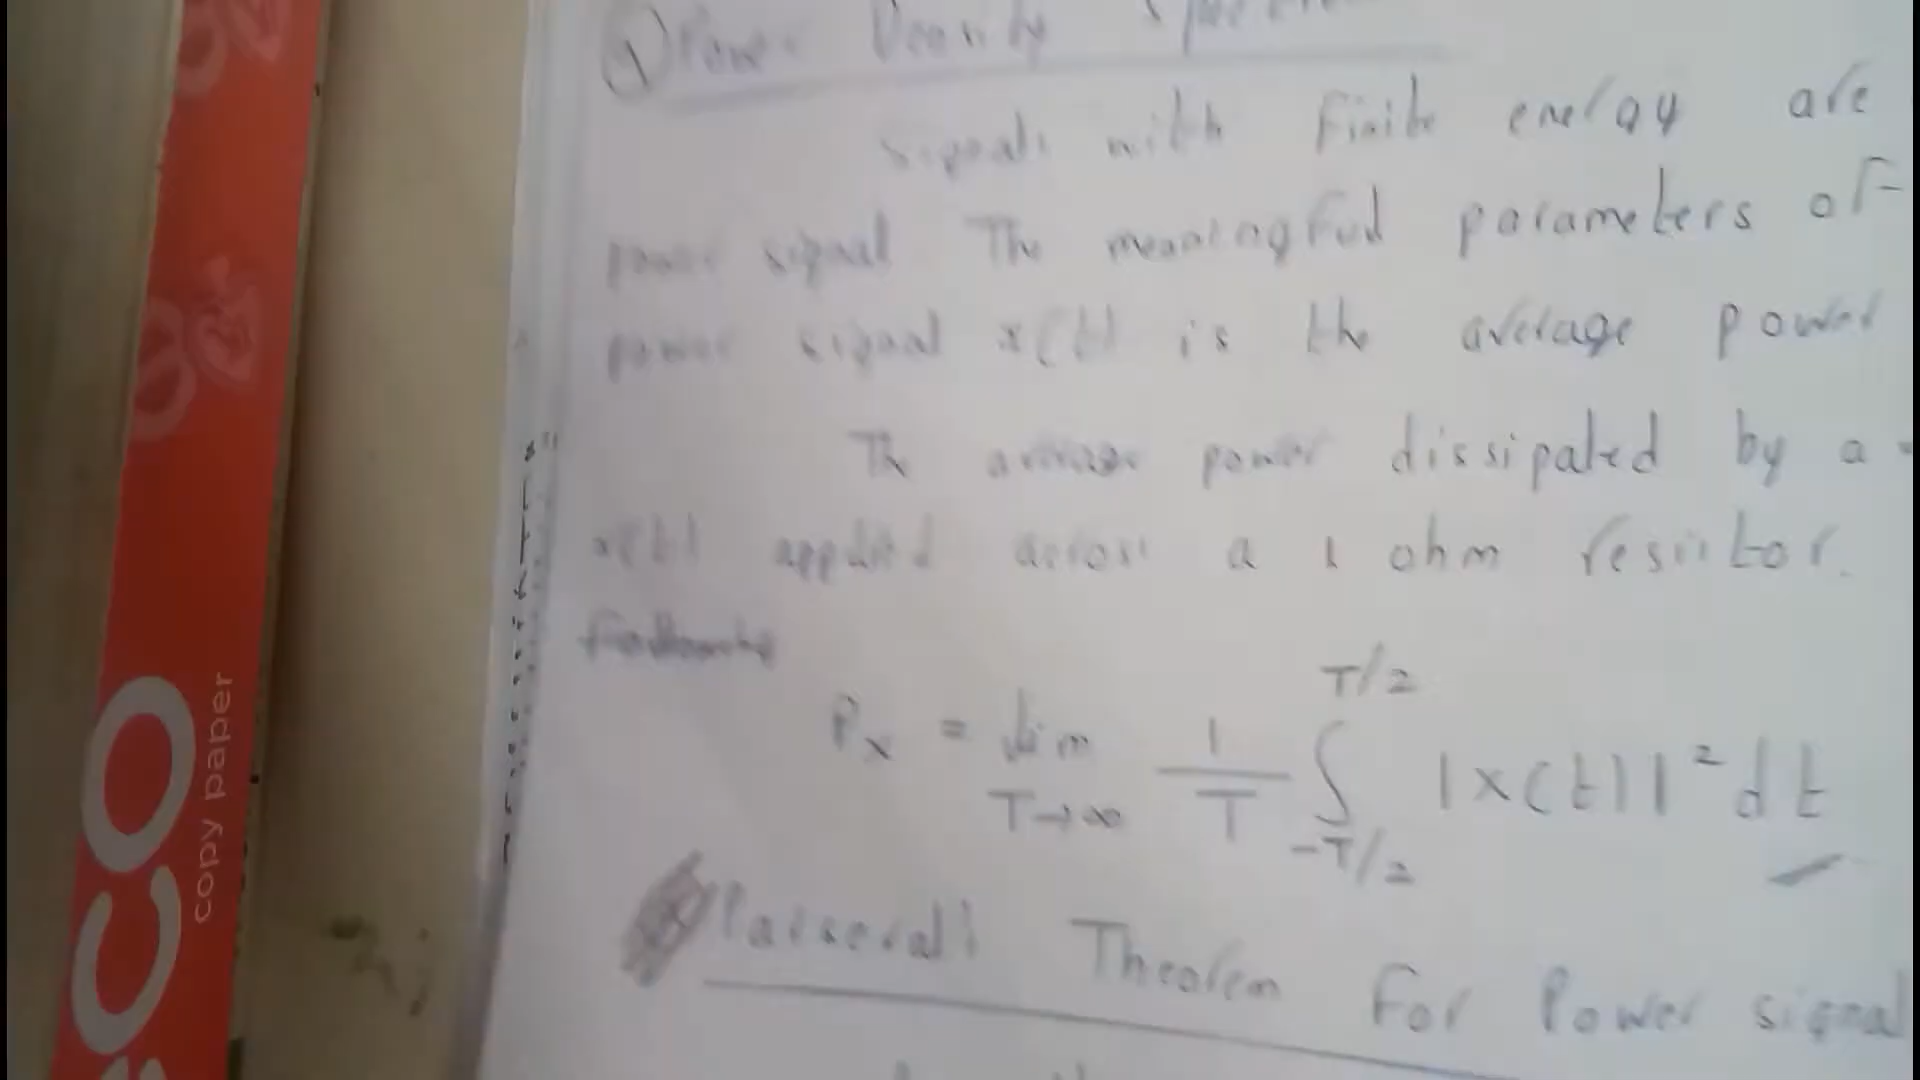 1) Power Density
Signals with finite energy are
power signal. The meaningful parameters of
power signal x(t) is the average power
The average power dissipated by a
x(t) applied across a 1 ohm resistor.
Px = lim T→∞ 1/T ∫ -T/2 T/2 |x(t)|² dt
Parseval's Theorem for Power signal
copy paper